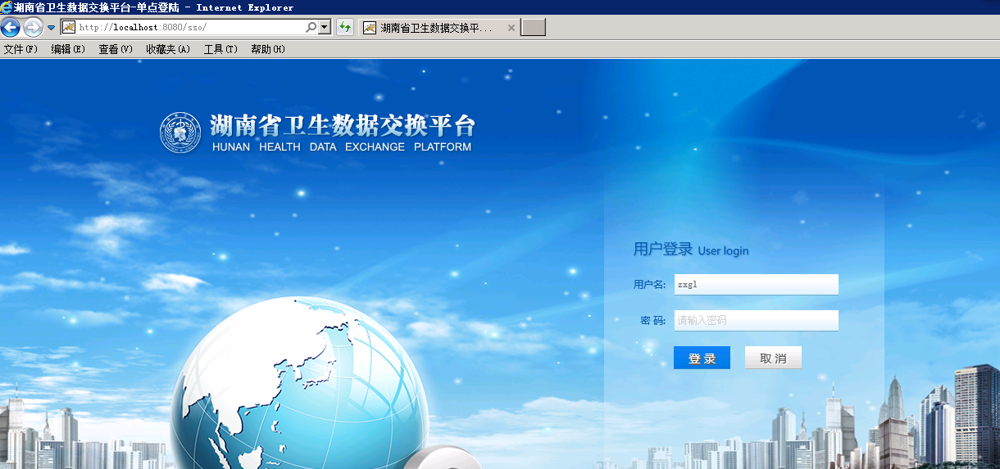 湖南省卫生数据交换平台-单点登陆 - Internet Explorer
http://localhost:8080/sso/
湖南省卫生数据交换平...
文件(F) 编辑(E) 查看(V) 收藏夹(A) 工具(T) 帮助(H)
湖南省卫生数据交换平台
HUNAN HEALTH DATA EXCHANGE PLATFORM
用户登录 User login
用户名: zxgl
密 码: 请输入密码
登 录 取 消